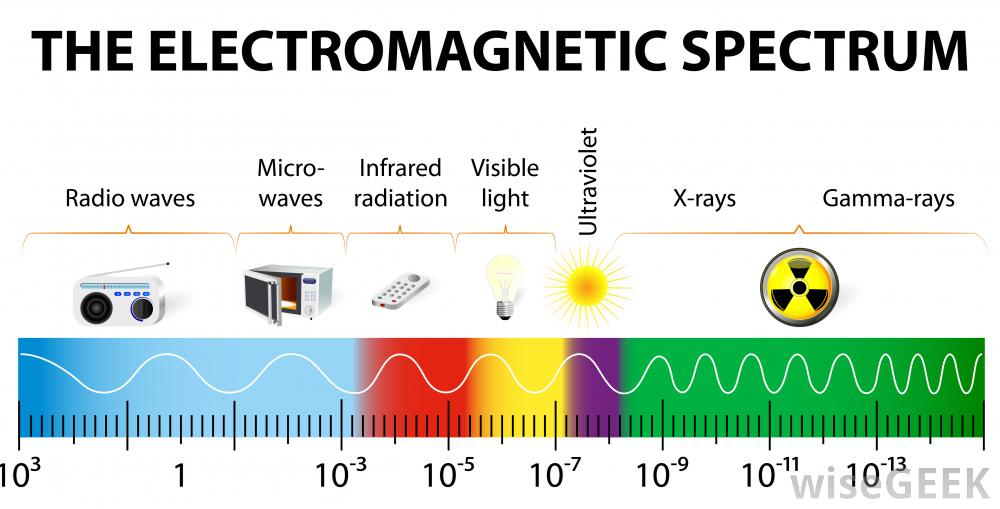 THE ELECTROMAGNETIC SPECTRUM
Radio waves
Micro-
waves
Infrared
radiation
Visible
light
Ultraviolet
X-rays
Gamma-rays
10³ 1 10⁻³ 10⁻⁵ 10⁻⁷ 10⁻⁹ 10⁻¹¹ 10⁻¹³
wiseGEEK